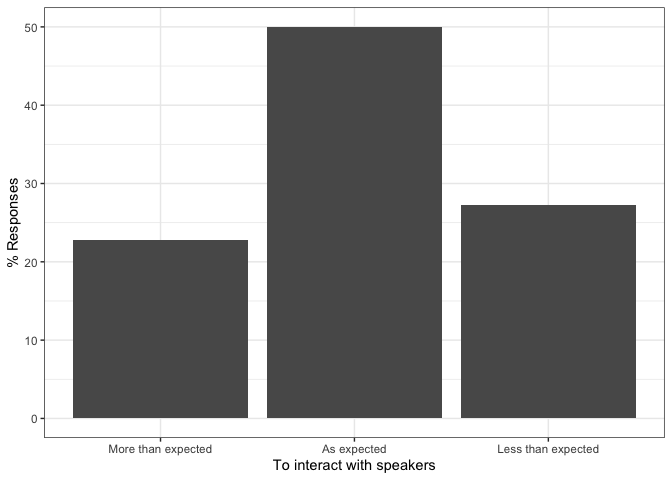 50
40
30
20
10
0
% Responses
More than expected As expected Less than expected
To interact with speakers